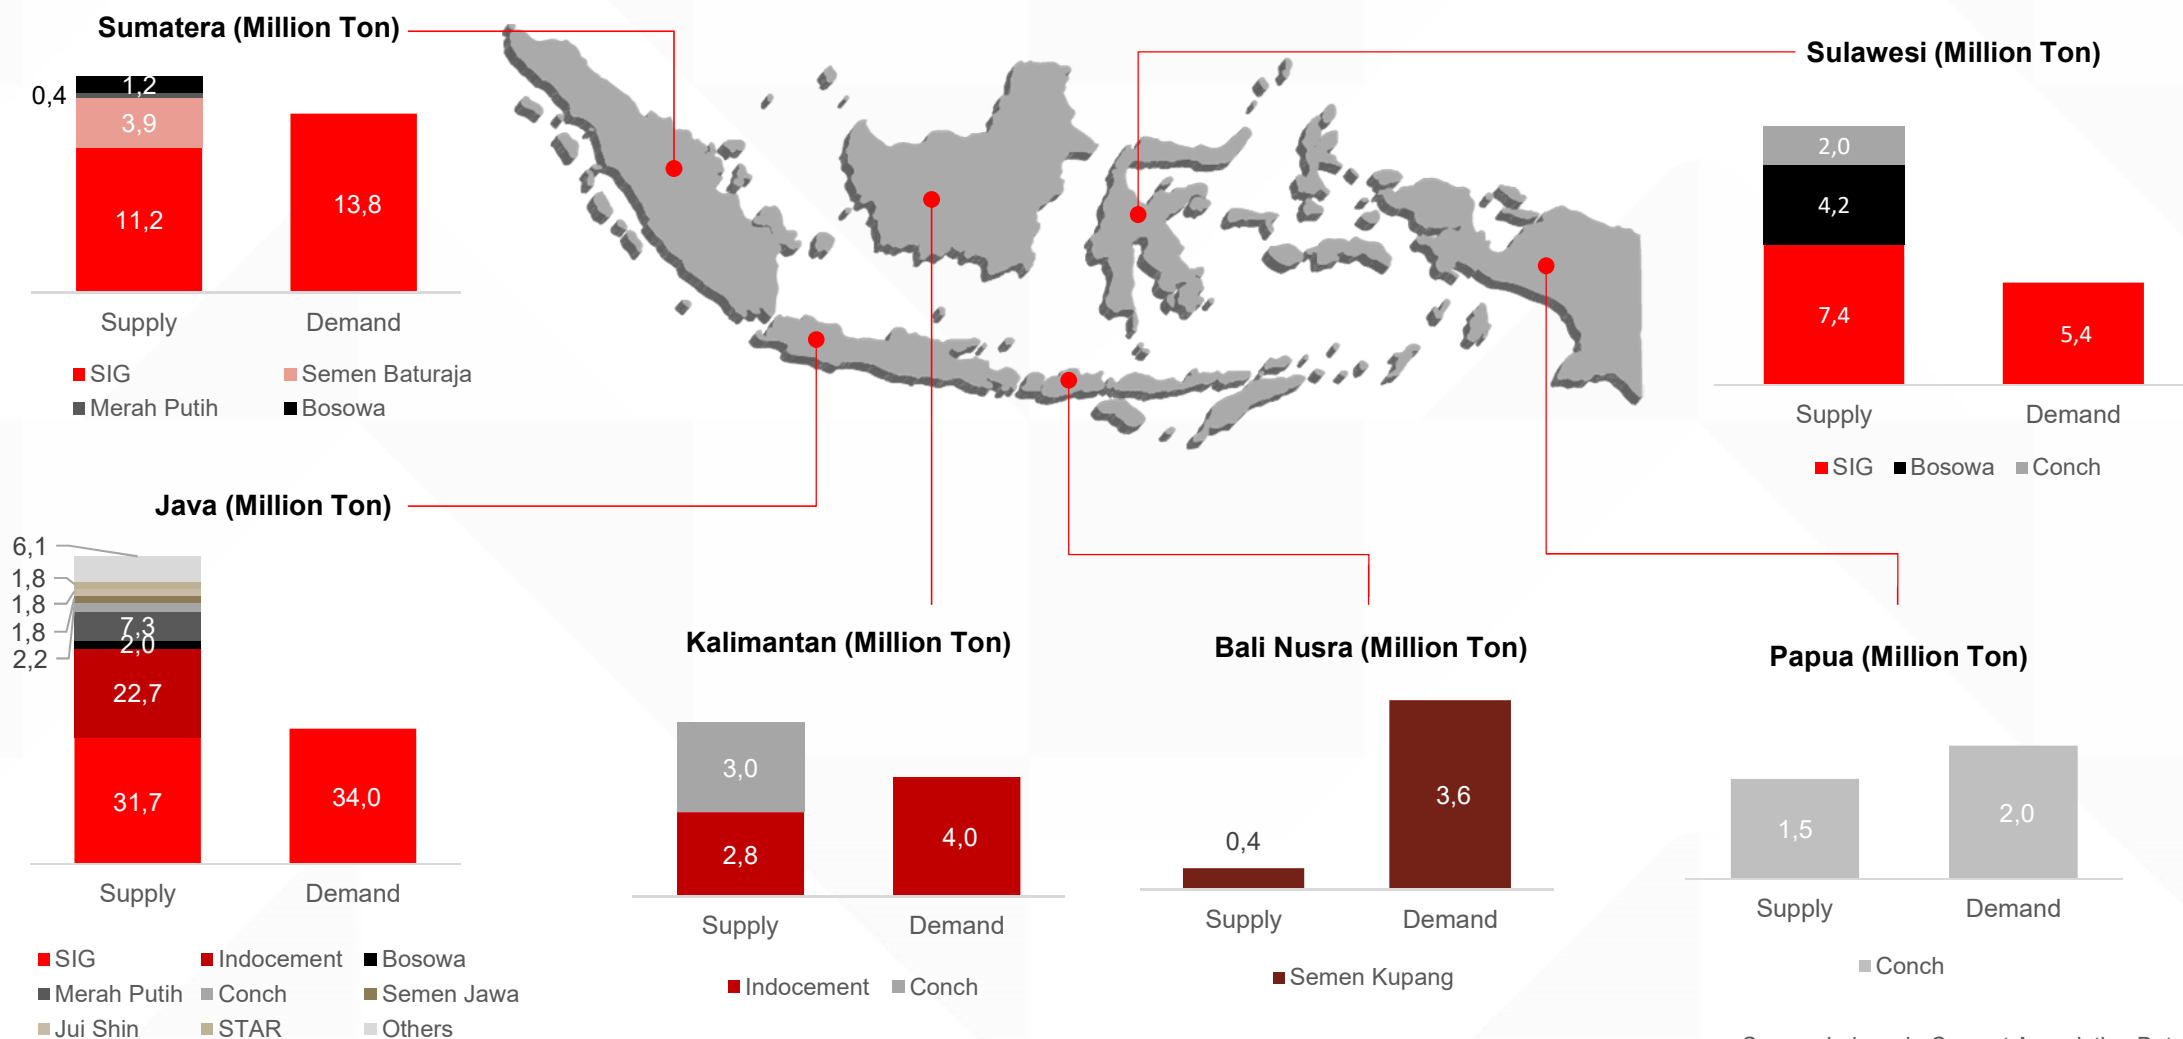 Sumatera (Million Ton)
1,2
0,4
3,9
11,2
13,8
Supply
Demand
SIG
Semen Baturaja
Merah Putih
Bosowa
Sulawesi (Million Ton)
2,0
4,2
7,4
5,4
Supply
Demand
SIG
Bosowa
Conch
Java (Million Ton)
6,1
1,8
1,8
1,8
2,2
7,3
2,0
22,7
31,7
34,0
Supply
Demand
SIG
Indocement
Bosowa
Merah Putih
Conch
Semen Jawa
Jui Shin
STAR
Others
Kalimantan (Million Ton)
3,0
2,8
4,0
Supply
Demand
Indocement
Conch
Bali Nusra (Million Ton)
0,4
3,6
Supply
Demand
Semen Kupang
Papua (Million Ton)
1,5
2,0
Supply
Demand
Conch